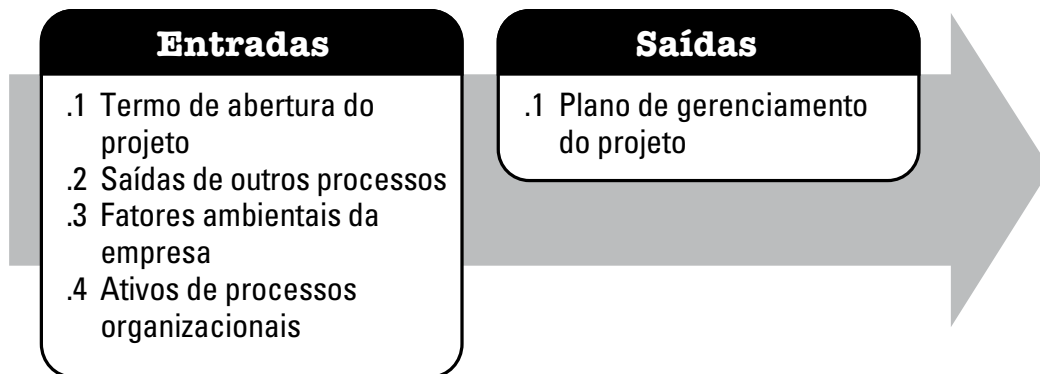 Entradas
.1 Termo de abertura do
projeto
.2 Saídas de outros processos
.3 Fatores ambientais da
empresa
.4 Ativos de processos
organizacionais
Saídas
.1 Plano de gerenciamento
do projeto